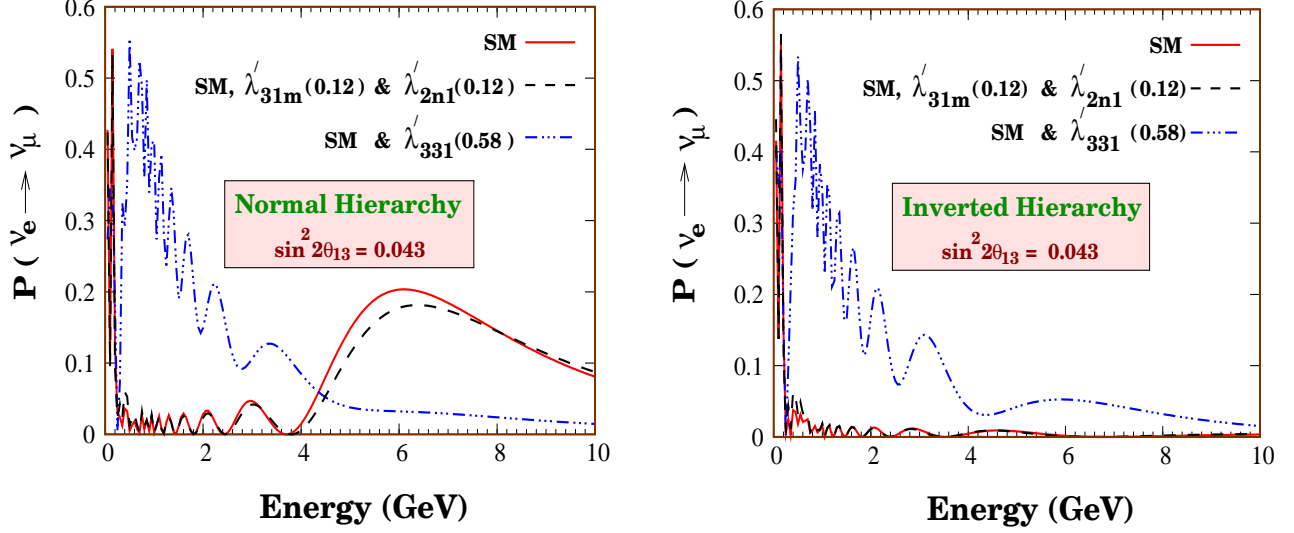 0.6
0.5
0.4
0.3
0.2
0.1
0
P ( νe ⟶ νμ )
SM
SM, λ′31m (0.12) & λ′2n1 (0.12)
SM & λ′331 (0.58)
Normal Hierarchy
sin²2θ13 = 0.043
0 2 4 6 8 10
Energy (GeV)
0.6
0.5
0.4
0.3
0.2
0.1
0
P ( νe ⟶ νμ )
SM
SM, λ′31m (0.12) & λ′2n1 (0.12)
SM & λ′331 (0.58)
Inverted Hierarchy
sin²2θ13 = 0.043
0 2 4 6 8 10
Energy (GeV)